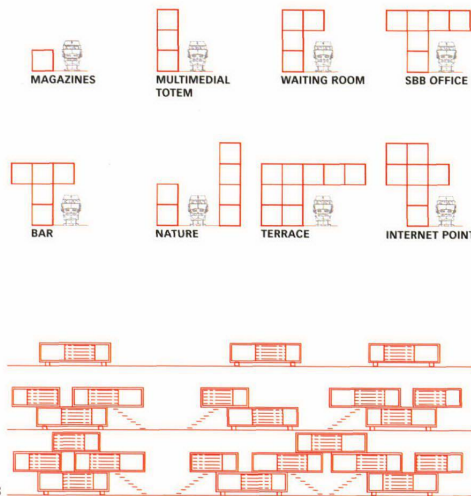 MAGAZINES
MULTIMEDIAL
TOTEM
WAITING ROOM
SBB OFFICE
BAR
NATURE
TERRACE
INTERNET POINT